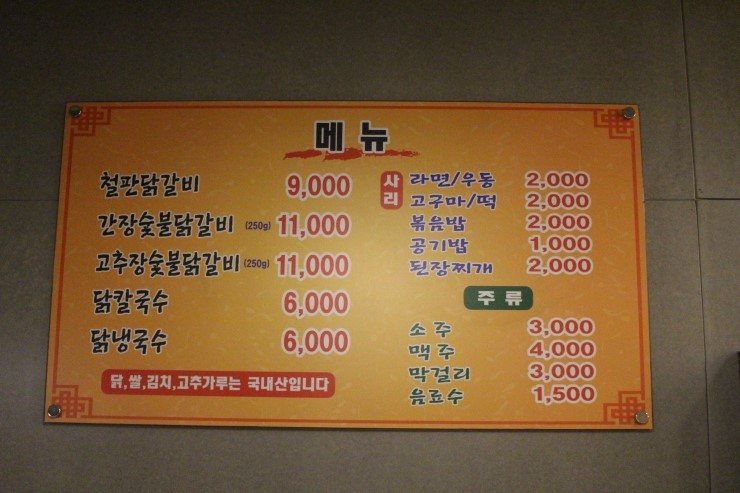 메뉴
철판닭갈비 9,000
간장숯불닭갈비 (250g) 11,000
고추장숯불닭갈비 (250g) 11,000
닭칼국수 6,000
닭냉국수 6,000
닭,쌀,김치,고추가루는 국내산입니다
사리
라면/우동 2,000
고구마/떡 2,000
볶음밥 2,000
공기밥 1,000
된장찌개 2,000
주류
소주 3,000
맥주 4,000
막걸리 3,000
음료수 1,500